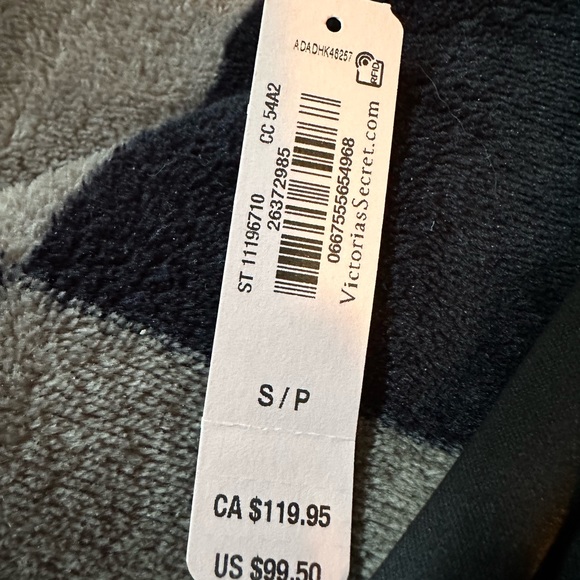 ADADHK48257
RFID
VictoriasSecret.com
0667555654968
26372985
ST 11196710 CC 54A2
S/P
CA $119.95
US $99.50